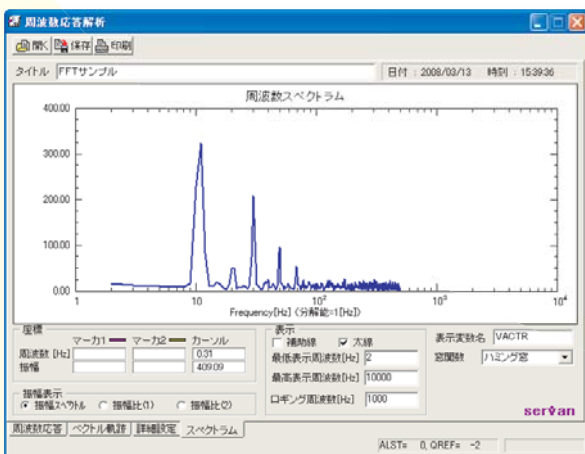 周波数応答解析
開く 保存 印刷
タイトル FFTサンプル 日付 : 2008/03/13 時刻 : 15:39:36
周波数スペクトラム
400.00
300.00
200.00
100.00
0.00
1 10 10² 10³ 10⁴
Frequency[Hz] (分解能=1[Hz])
座標
マーカ1 マーカ2 カーソル
周波数 [Hz] 0.31
振幅 409.09
振幅表示
振幅スペクトル 振幅比(1) 振幅比(2)
表示
補助線 太線
最低表示周波数[Hz] 2
最高表示周波数[Hz] 10000
ロギング周波数[Hz] 1000
表示変数名 VACTR
窓関数 ハミング窓
servan
周波数応答 ベクトル軌跡 詳細設定 スペクトラム
ALST= 0, QREF= -2